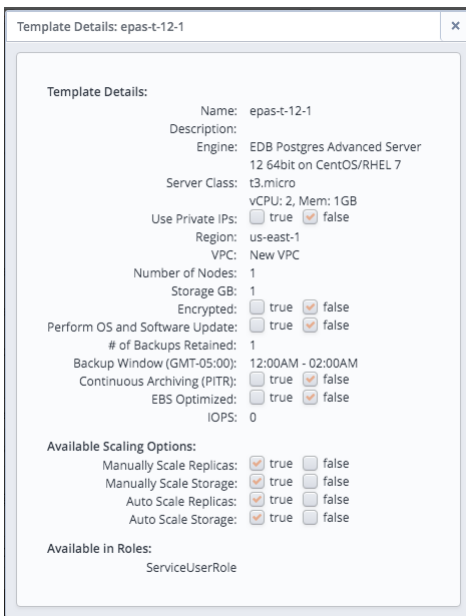 Template Details: epas-t-12-1 ×
Template Details:
Name: epas-t-12-1
Description:
Engine: EDB Postgres Advanced Server
12 64bit on CentOS/RHEL 7
Server Class: t3.micro
vCPU: 2, Mem: 1GB
Use Private IPs: true false
Region: us-east-1
VPC: New VPC
Number of Nodes: 1
Storage GB: 1
Encrypted: true false
Perform OS and Software Update: true false
# of Backups Retained: 1
Backup Window (GMT-05:00): 12:00AM - 02:00AM
Continuous Archiving (PITR): true false
EBS Optimized: true false
IOPS: 0
Available Scaling Options:
Manually Scale Replicas: true false
Manually Scale Storage: true false
Auto Scale Replicas: true false
Auto Scale Storage: true false
Available in Roles:
ServiceUserRole